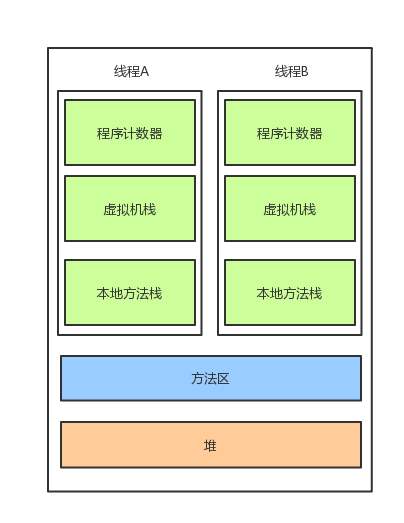 线程A
线程B
程序计数器
程序计数器
虚拟机栈
虚拟机栈
本地方法栈
本地方法栈
方法区
堆